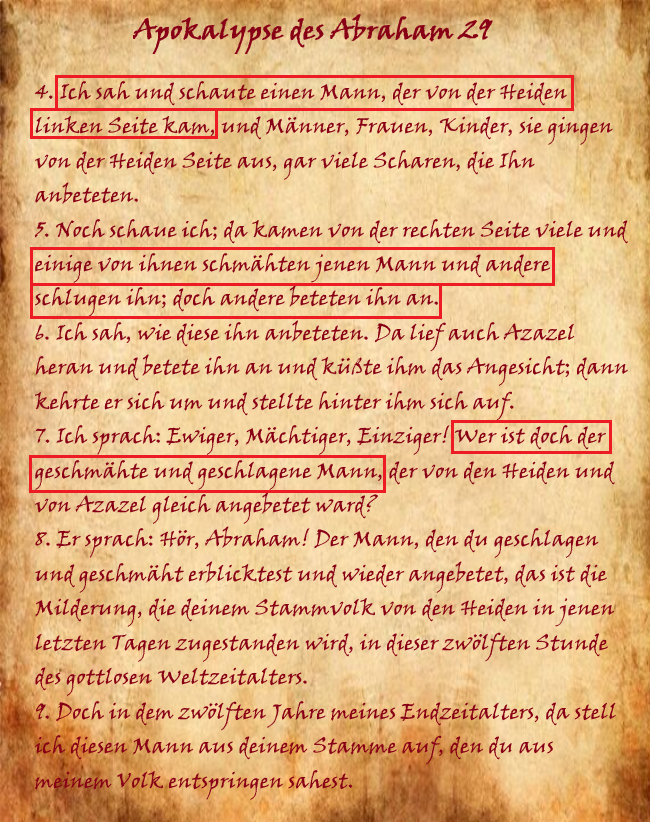 Apokalypse des Abraham 29
4. Ich sah und schaute einen Mann, der von der Heiden
linken Seite kam, und Männer, Frauen, Kinder, sie gingen
von der Heiden Seite aus, gar viele Scharen, die Ihn
anbeteten.
5. Noch schaue ich; da kamen von der rechten Seite viele und
einige von ihnen schmähten jenen Mann und andere
schlugen ihn; doch andere beteten ihn an.
6. Ich sah, wie diese ihn anbeteten. Da lief auch Azazel
heran und betete ihn an und küßte ihm das Angesicht; dann
kehrte er sich um und stellte hinter ihm sich auf.
7. Ich sprach: Ewiger, Mächtiger, Einziger! Wer ist doch der
geschmähte und geschlagene Mann, der von den Heiden und
von Azazel gleich angebetet ward?
8. Er sprach: Hör, Abraham! Der Mann, den du geschlagen
und geschmäht erblicktest und wieder angebetet, das ist die
Milderung, die deinem Stammvolk von den Heiden in jenen
letzten Tagen zugestanden wird, in dieser zwölften Stunde
des gottlosen Weltzeitalters.
9. Doch in dem zwölften Jahre meines Endzeitalters, da stell
ich diesen Mann aus deinem Stamme auf, den du aus
meinem Volk entspringen sahest.